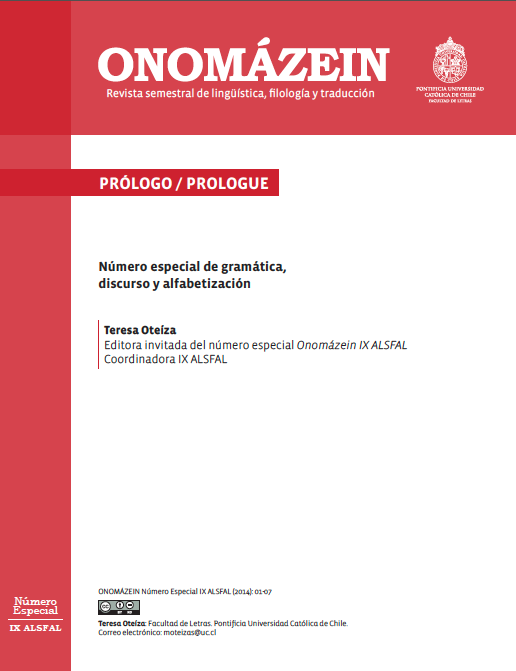 ONOMÁZEIN
Revista semestral de lingüística, filología y traducción
PONTIFICIA UNIVERSIDAD
CATÓLICA DE CHILE
FACULTAD DE LETRAS
PRÓLOGO / PROLOGUE
Número especial de gramática,
discurso y alfabetización
Teresa Oteíza
Editora invitada del número especial Onomázein IX ALSFAL
Coordinadora IX ALSFAL
ONOMÁZEIN Número Especial IX ALSFAL (2014): 01-07
Teresa Oteíza: Facultad de Letras. Pontificia Universidad Católica de Chile.
Correo electrónico: moteizas@uc.cl
Número
Especial
IX ALSFAL